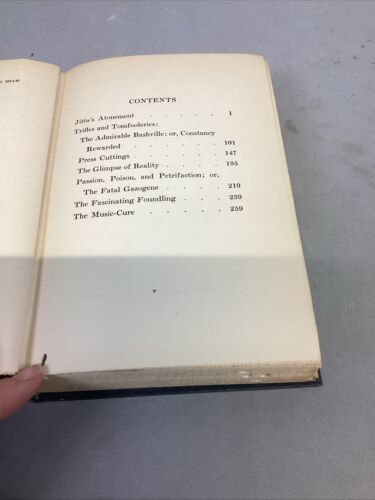 SHAW
CONTENTS
Jitta's Atonement . . . . . 1
Trifles and Tomfooleries:
The Admirable Bashville; or, Constancy
Rewarded . . . . . 101
Press Cuttings . . . . . 147
The Glimpse of Reality . . . . 195
Passion, Poison, and Petrifaction; or,
The Fatal Gazogene . . . . 219
The Fascinating Foundling . . . . 239
The Music-Cure . . . . . 259
v